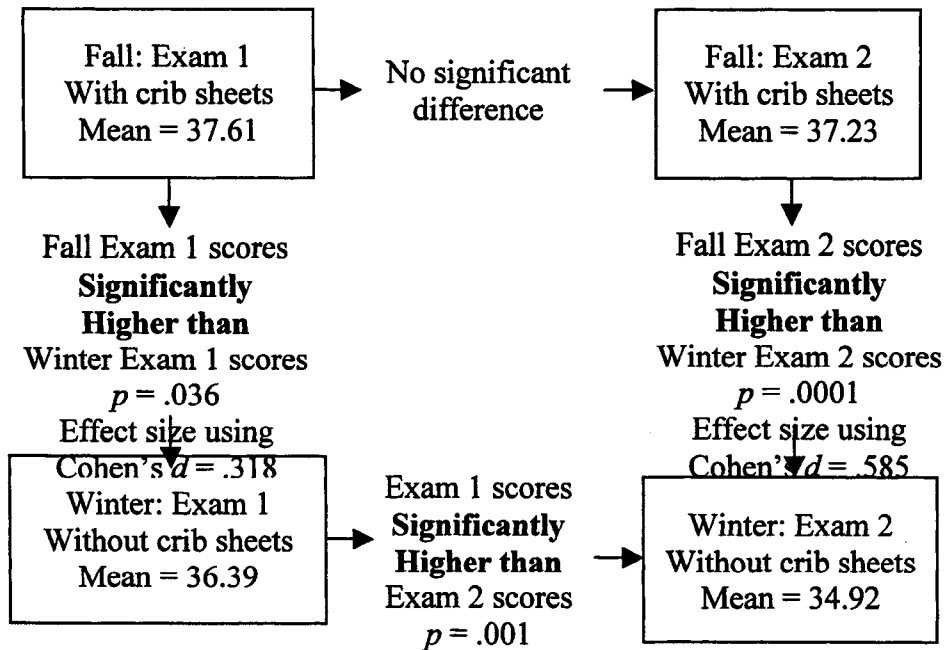 Fall: Exam 1
With crib sheets
Mean = 37.61
No significant
difference
Fall: Exam 2
With crib sheets
Mean = 37.23
Fall Exam 1 scores
Significantly
Higher than
Winter Exam 1 scores
p = .036
Effect size using
Cohen's d = .318
Fall Exam 2 scores
Significantly
Higher than
Winter Exam 2 scores
p = .0001
Effect size using
Cohen's d = .585
Winter: Exam 1
Without crib sheets
Mean = 36.39
Exam 1 scores
Significantly
Higher than
Exam 2 scores
p = .001
Winter: Exam 2
Without crib sheets
Mean = 34.92